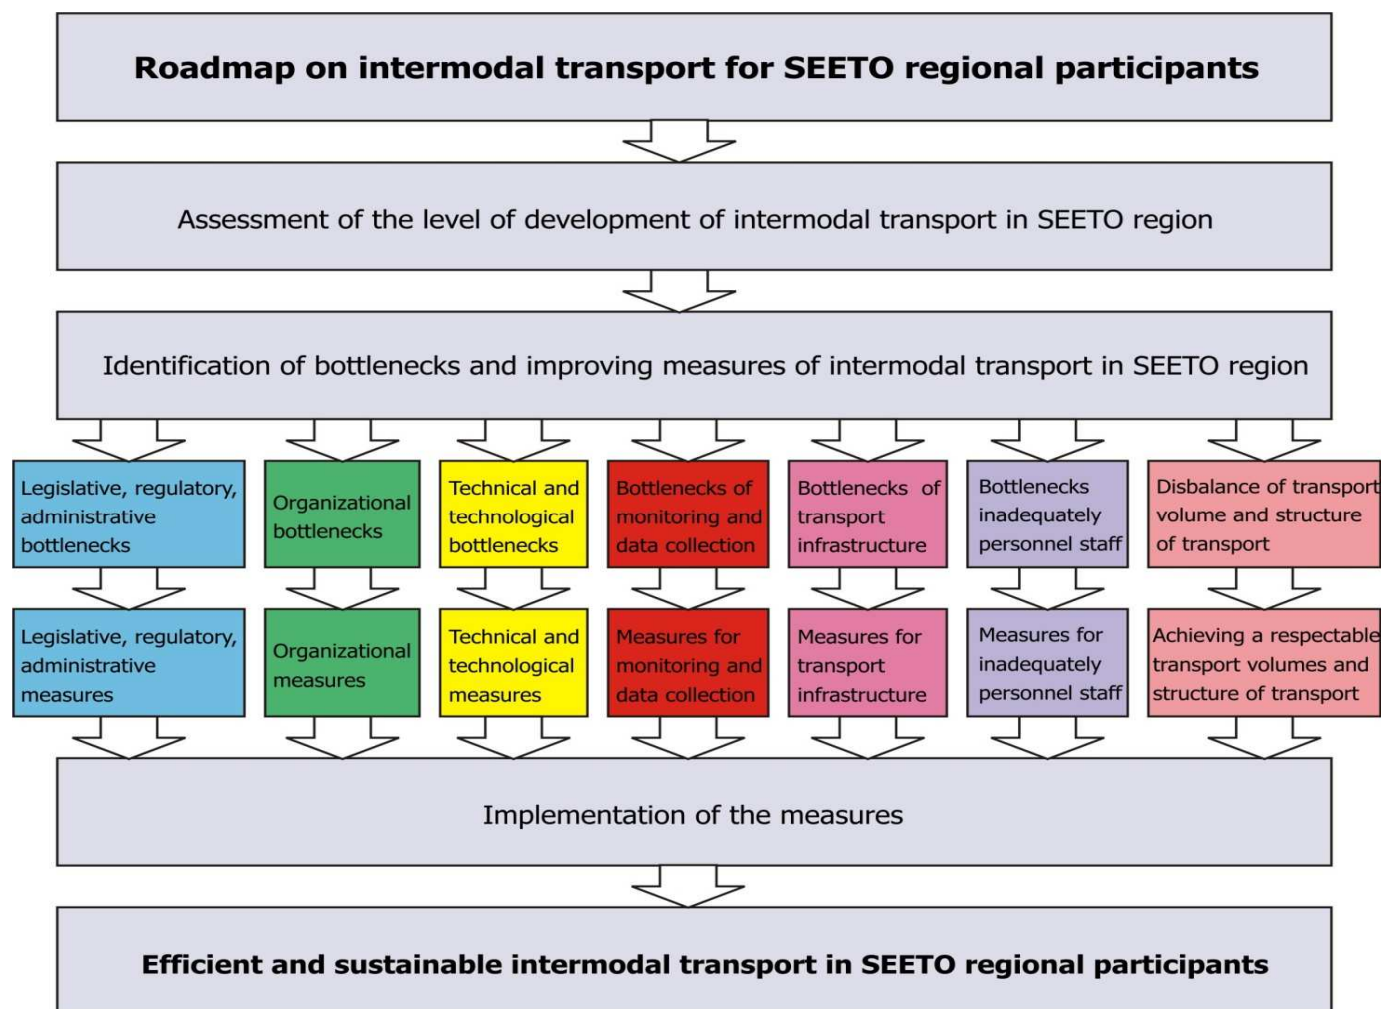 Roadmap on intermodal transport for SEETO regional participants
Assessment of the level of development of intermodal transport in SEETO region
Identification of bottlenecks and improving measures of intermodal transport in SEETO region
Legislative, regulatory,
administrative
bottlenecks
Organizational
bottlenecks
Technical and
technological
bottlenecks
Bottlenecks of
monitoring and
data collection
Bottlenecks of
transport
infrastructure
Bottlenecks
inadequately
personnel staff
Disbalance of transport
volume and structure
of transport
Legislative, regulatory,
administrative
measures
Organizational
measures
Technical and
technological
measures
Measures for
monitoring and
data collection
Measures for
transport
infrastructure
Measures for
inadequately
personnel staff
Achieving a respectable
transport volumes and
structure of transport
Implementation of the measures
Efficient and sustainable intermodal transport in SEETO regional participants